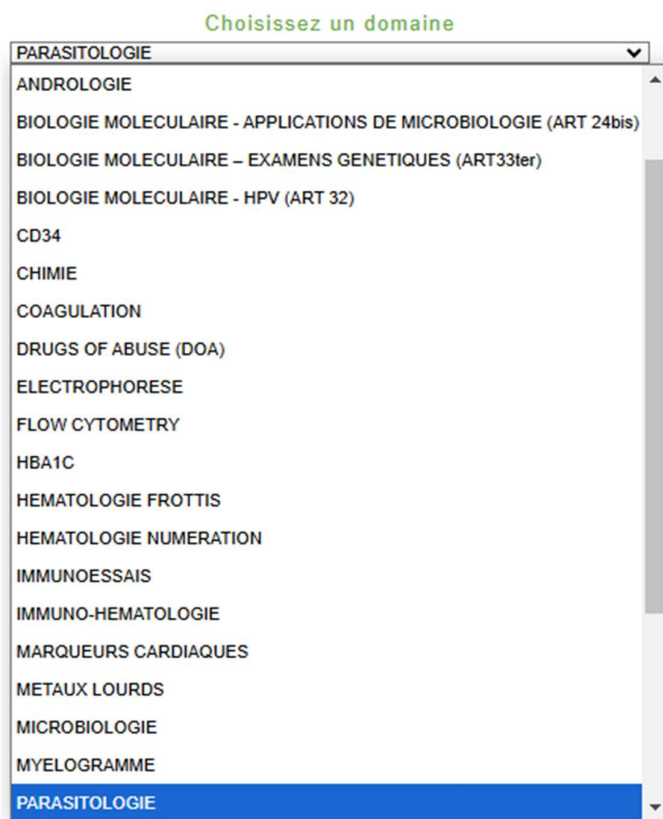 Choisissez un domaine
PARASITOLOGIE
ANDROLOGIE
BIOLOGIE MOLECULAIRE - APPLICATIONS DE MICROBIOLOGIE (ART 24bis)
BIOLOGIE MOLECULAIRE – EXAMENS GENETIQUES (ART33ter)
BIOLOGIE MOLECULAIRE - HPV (ART 32)
CD34
CHIMIE
COAGULATION
DRUGS OF ABUSE (DOA)
ELECTROPHORESE
FLOW CYTOMETRY
HBA1C
HEMATOLOGIE FROTTIS
HEMATOLOGIE NUMERATION
IMMUNOESSAIS
IMMUNO-HEMATOLOGIE
MARQUEURS CARDIAQUES
METAUX LOURDS
MICROBIOLOGIE
MYELOGRAMME
PARASITOLOGIE